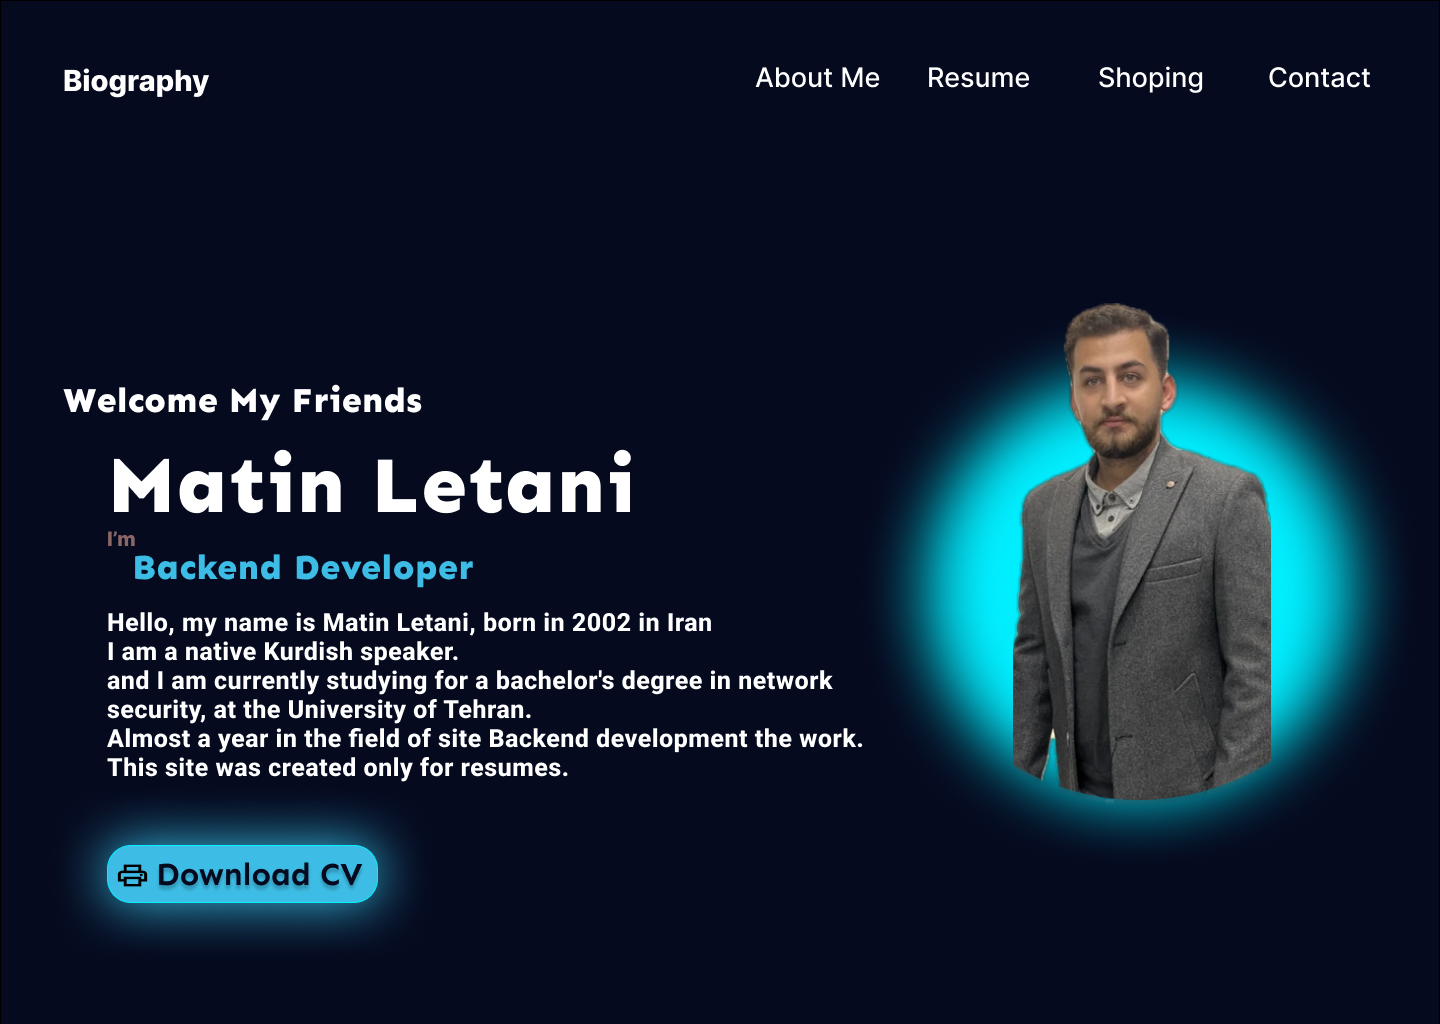 Biography
About Me Resume Shoping Contact
Welcome My Friends
Matin Letani
I'm
Backend Developer
Hello, my name is Matin Letani, born in 2002 in Iran
I am a native Kurdish speaker.
and I am currently studying for a bachelor's degree in network
security, at the University of Tehran.
Almost a year in the field of site Backend development the work.
This site was created only for resumes.
Download CV